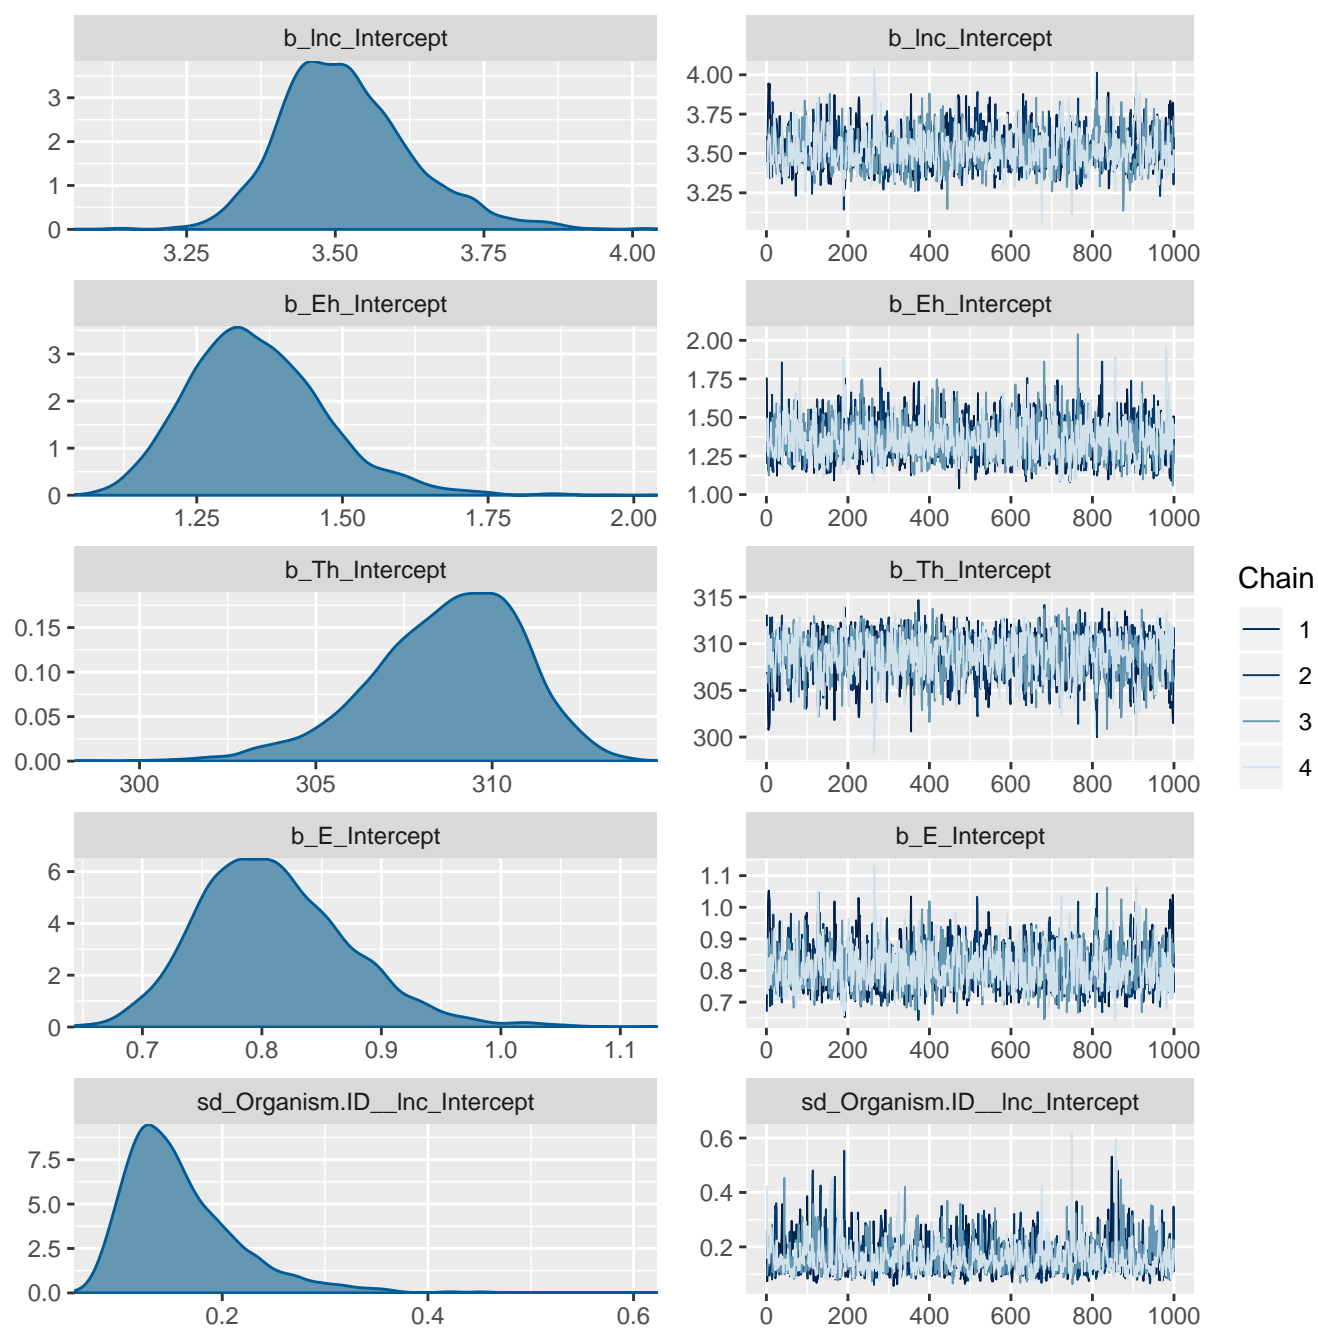 b_lnc_Intercept
3
2
1
0
3.25 3.50 3.75 4.00
b_lnc_Intercept
4.00
3.75
3.50
3.25
0 200 400 600 800 1000
b_Eh_Intercept
3
2
1
0
1.25 1.50 1.75 2.00
b_Eh_Intercept
2.00
1.75
1.50
1.25
1.00
0 200 400 600 800 1000
b_Th_Intercept
0.15
0.10
0.05
0.00
300 305 310
b_Th_Intercept
315
310
305
300
0 200 400 600 800 1000
b_E_Intercept
6
4
2
0
0.7 0.8 0.9 1.0 1.1
b_E_Intercept
1.1
1.0
0.9
0.8
0.7
0 200 400 600 800 1000
sd_Organism.ID__lnc_Intercept
7.5
5.0
2.5
0.0
0.2 0.4 0.6
sd_Organism.ID__lnc_Intercept
0.6
0.4
0.2
0 200 400 600 800 1000
Chain
1
2
3
4